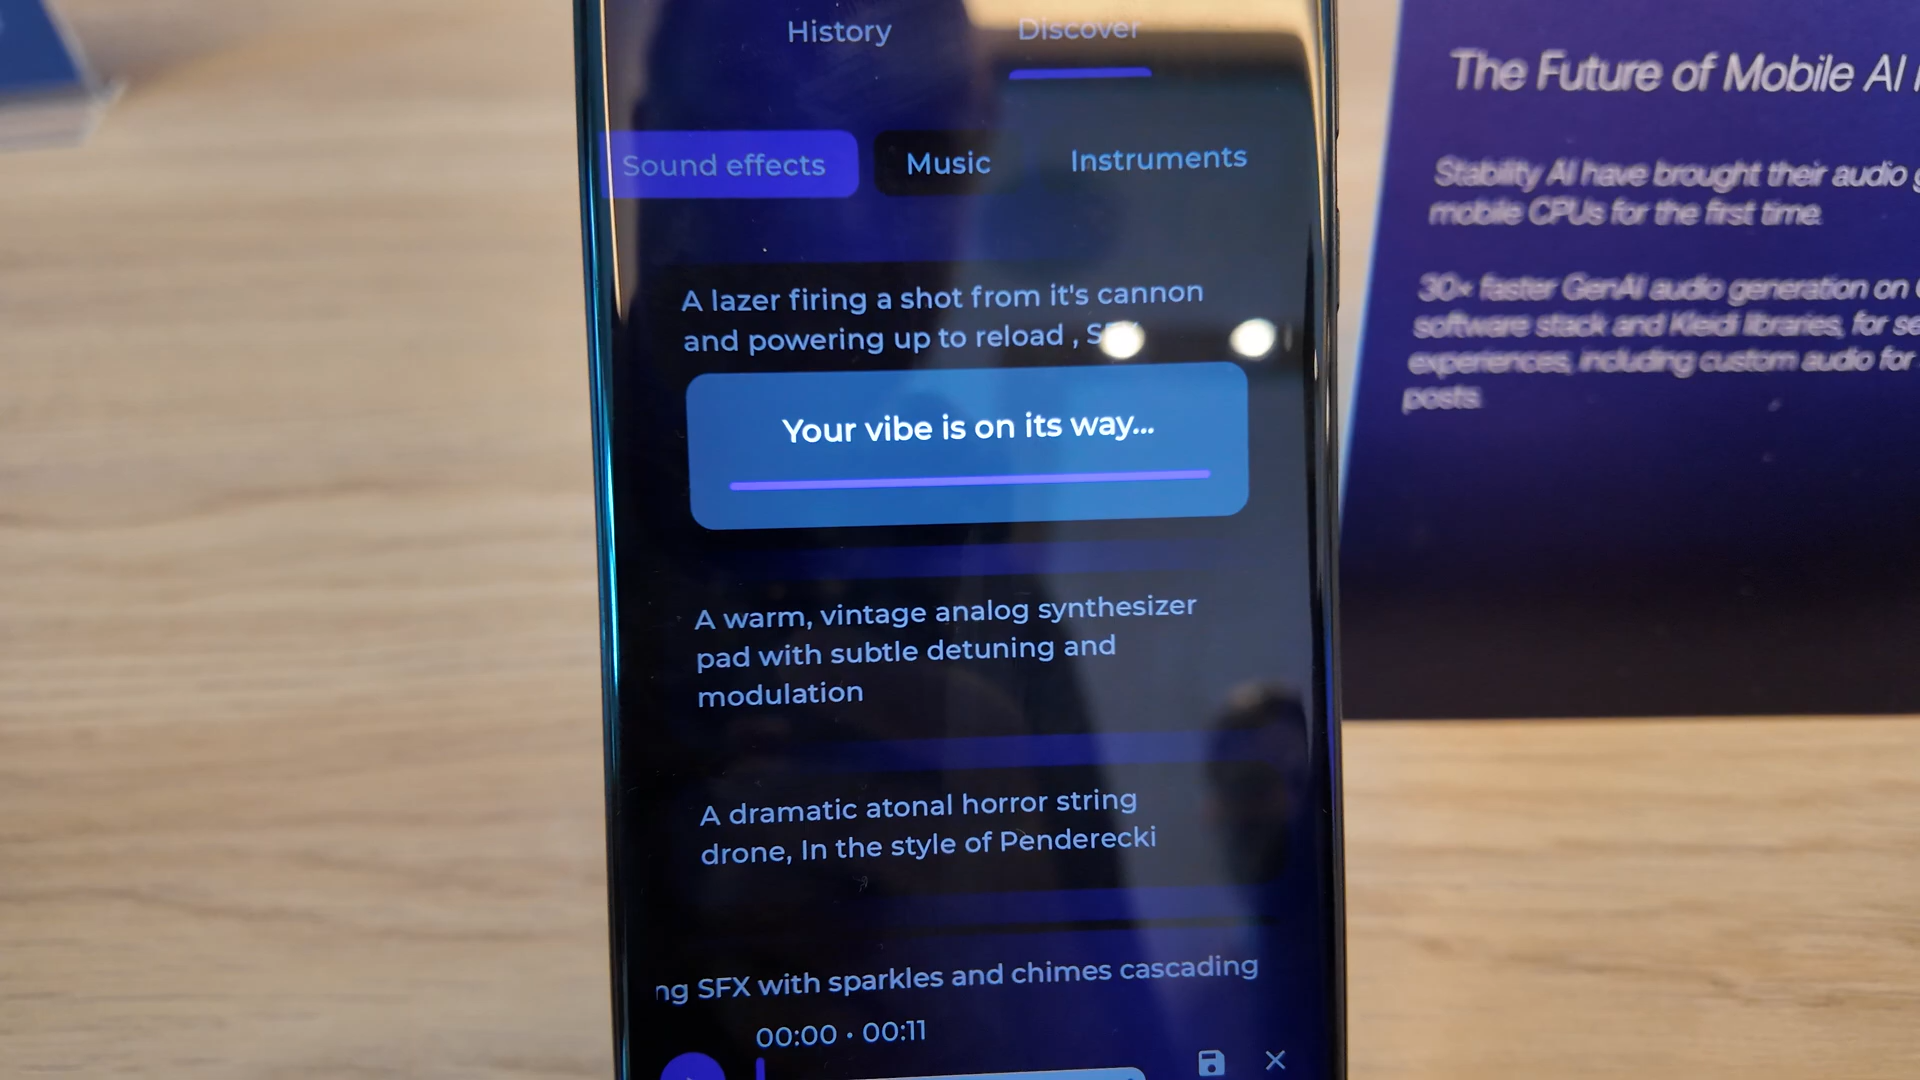 History
Discover
Sound effects
Music
Instruments
A lazer firing a shot from it's cannon
and powering up to reload ,
Your vibe is on its way...
A warm, vintage analog synthesizer
pad with subtle detuning and
modulation
A dramatic atonal horror string
drone, In the style of Penderecki
ng SFX with sparkles and chimes cascading
00:00 • 00:11
The Future of Mobile AI
Stability AI have brought their audio
mobile CPUs for the first time.
30x faster GenAI audio generation on
software stack and Kleidi libraries, for
experiences, including custom audio for
posts.